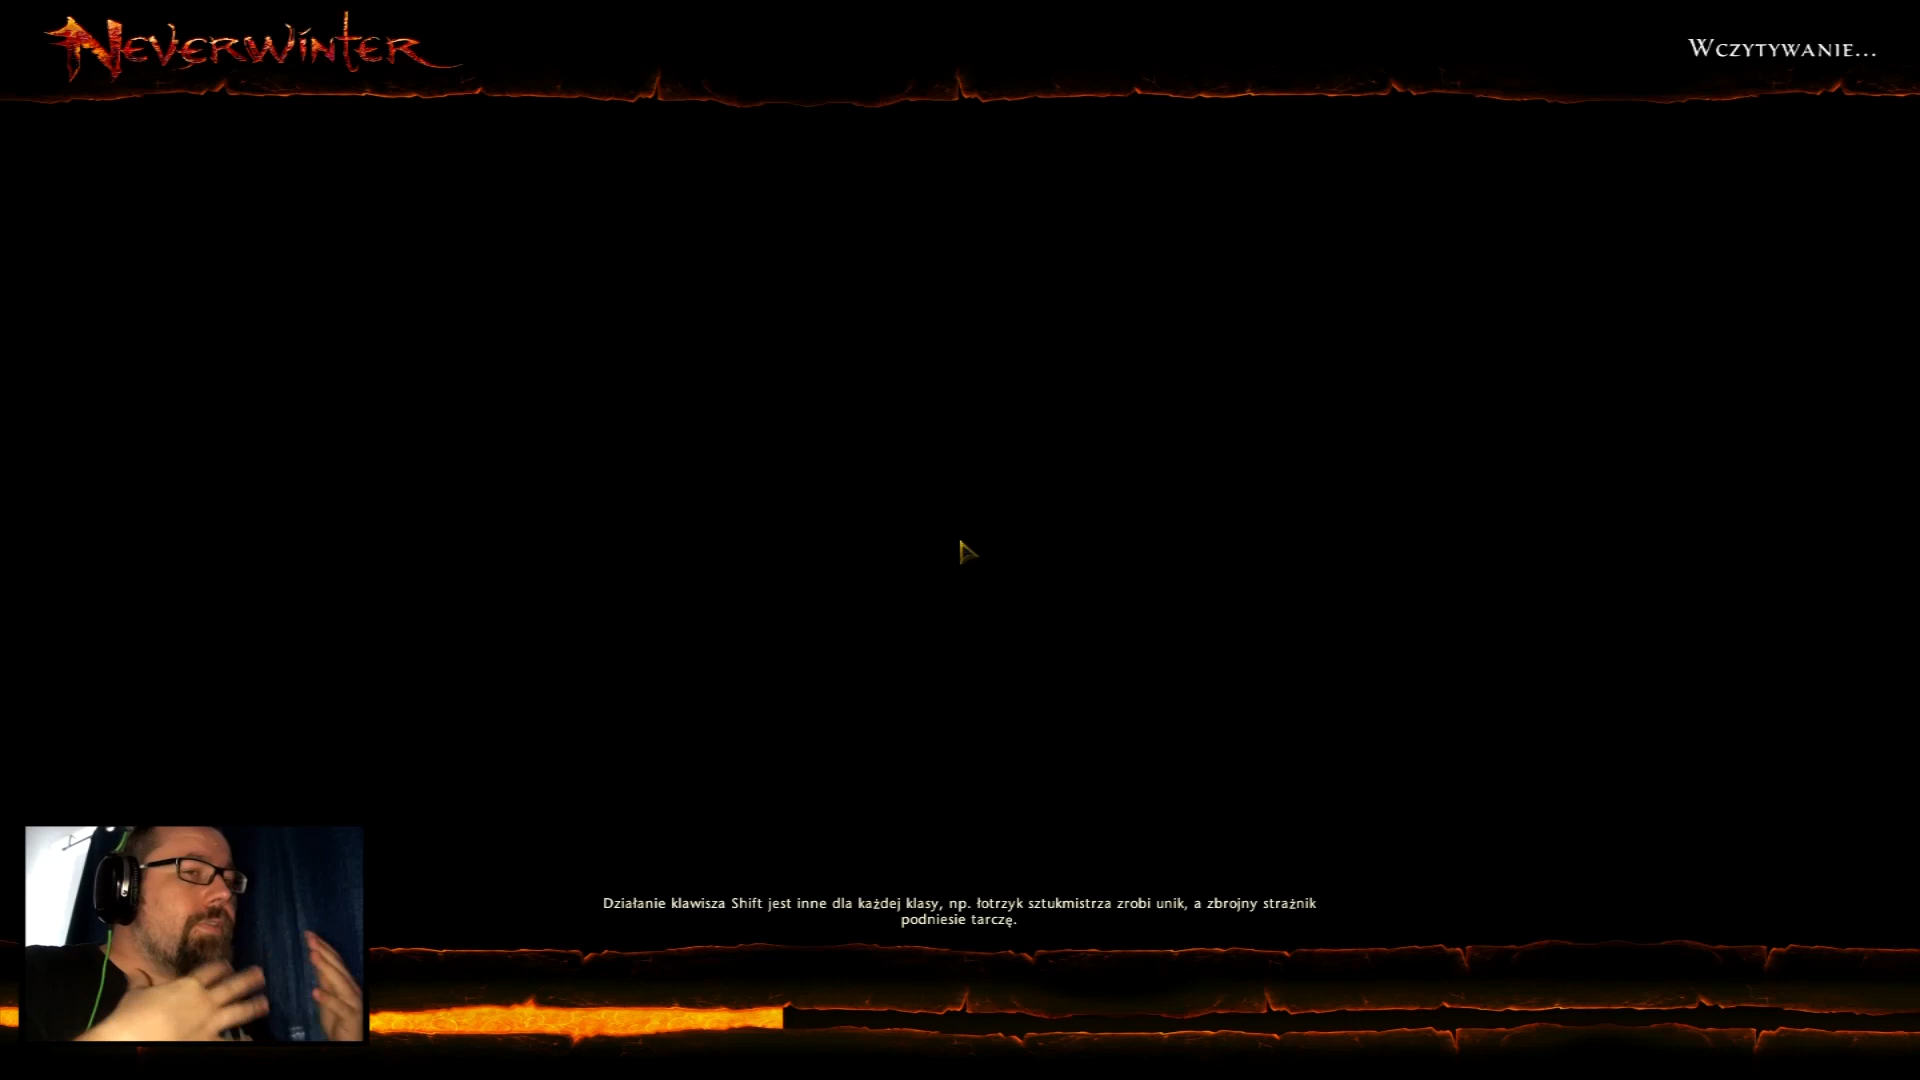 Neverwinter
Wczytywanie...
Działanie klawisza Shift jest inne dla każdej klasy, np. łotrzyk sztukmistrza zrobi unik, a zbrojny strażnik
podniesie tarczę.